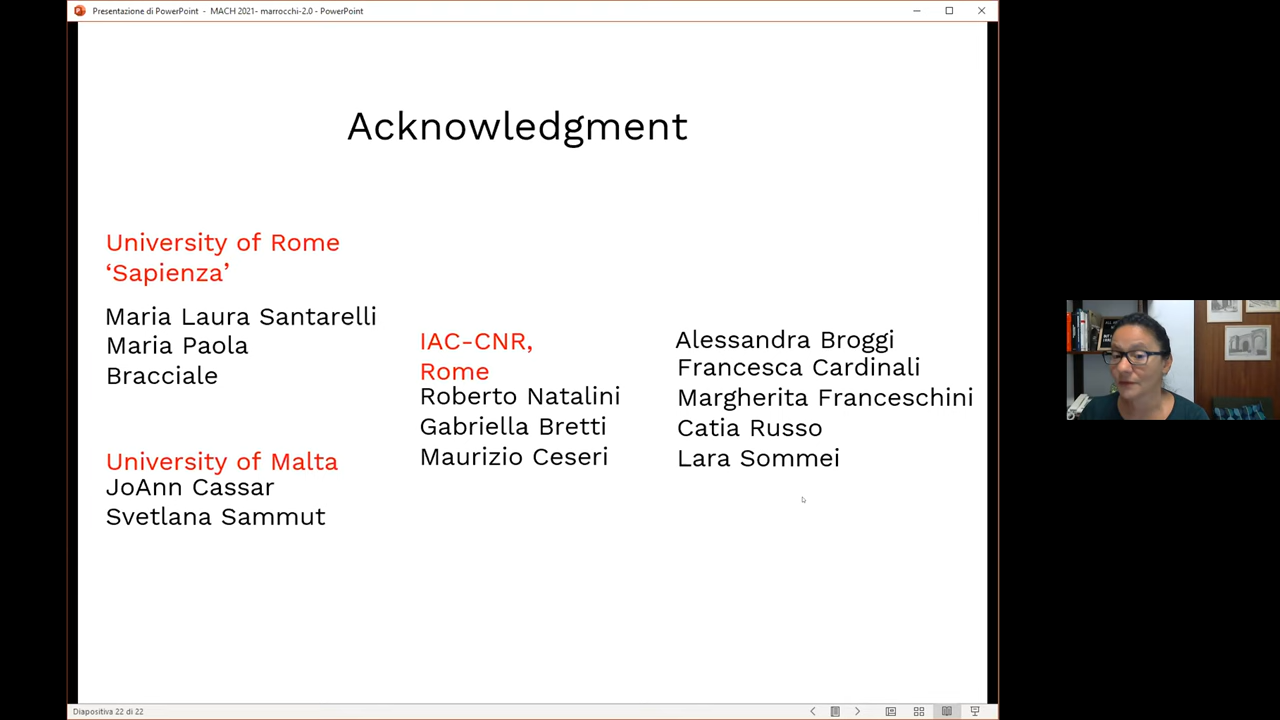 Presentazione di PowerPoint - MACH 2021- marrocchi-2.0 - PowerPoint
Acknowledgment
University of Rome
‘Sapienza’
Maria Laura Santarelli
Maria Paola
Bracciale
University of Malta
JoAnn Cassar
Svetlana Sammut
IAC-CNR,
Rome
Roberto Natalini
Gabriella Bretti
Maurizio Ceseri
Alessandra Broggi
Francesca Cardinali
Margherita Franceschini
Catia Russo
Lara Sommei
Diapositiva 22 di 22